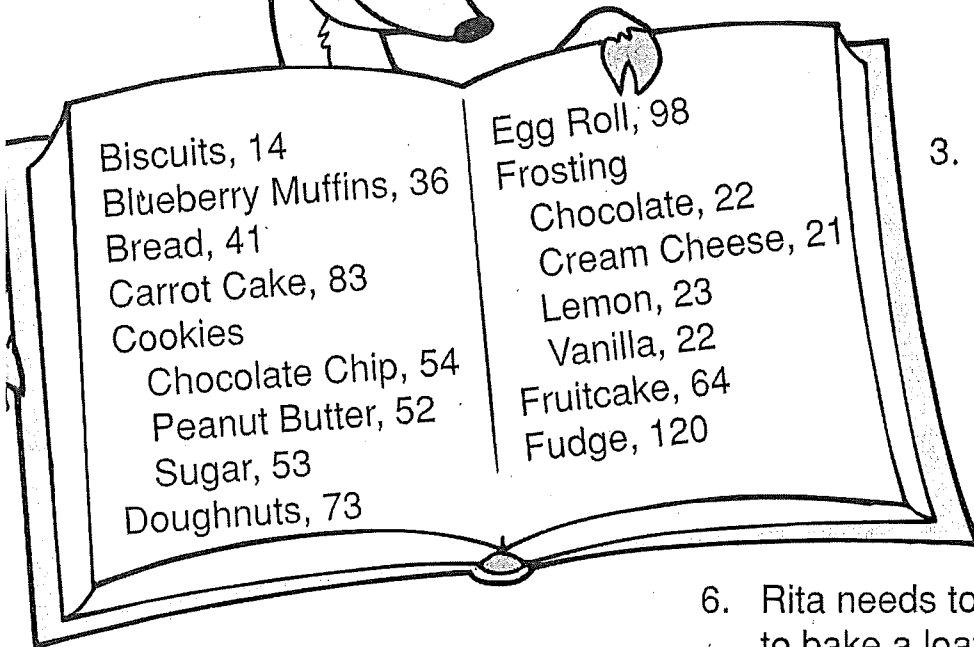 Biscuits, 14
Blueberry Muffins, 36
Bread, 41
Carrot Cake, 83
Cookies
Chocolate Chip, 54
Peanut Butter, 52
Sugar, 53
Doughnuts, 73
Egg Roll, 98
Frosting
Chocolate, 22
Cream Cheese, 21
Lemon, 23
Vanilla, 22
Fruitcake, 64
Fudge, 120
3.
6. Rita needs to
to bake a loaf